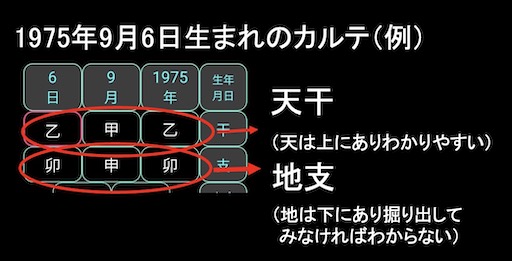 1975年9月6日生まれのカルテ（例）
6日 9月 1975年 生年月日
乙 甲 乙 干
卯 申 卯 支
天干
（天は上にありわかりやすい）
地支
（地は下にあり掘り出して
みなければわからない）